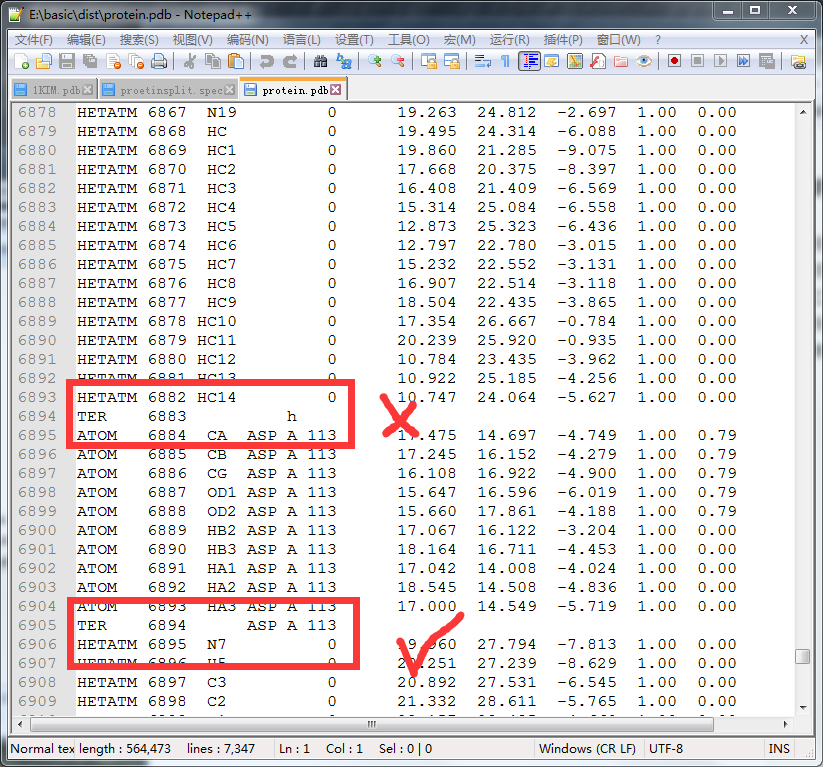 E:\basic\dist\protein.pdb - Notepad++
文件(F) 编辑(E) 搜索(S) 视图(V) 编码(N) 语言(L) 设置(T) 工具(O) 宏(M) 运行(R) 插件(P) 窗口(W) ? X
1KIM.pdb proetinsplit.spec protein.pdb
6878 HETATM 6867 N19 0 19.263 24.812 -2.697 1.00 0.00
6879 HETATM 6868 HC 0 19.495 24.314 -6.088 1.00 0.00
6880 HETATM 6869 HC1 0 19.860 21.285 -9.075 1.00 0.00
6881 HETATM 6870 HC2 0 17.668 20.375 -8.397 1.00 0.00
6882 HETATM 6871 HC3 0 16.408 21.409 -6.569 1.00 0.00
6883 HETATM 6872 HC4 0 15.314 25.084 -6.558 1.00 0.00
6884 HETATM 6873 HC5 0 12.873 25.323 -6.436 1.00 0.00
6885 HETATM 6874 HC6 0 12.797 22.780 -3.015 1.00 0.00
6886 HETATM 6875 HC7 0 15.232 22.552 -3.131 1.00 0.00
6887 HETATM 6876 HC8 0 16.907 22.514 -3.118 1.00 0.00
6888 HETATM 6877 HC9 0 18.504 22.435 -3.865 1.00 0.00
6889 HETATM 6878 HC10 0 17.354 26.667 -0.784 1.00 0.00
6890 HETATM 6879 HC11 0 20.239 25.920 -0.935 1.00 0.00
6891 HETATM 6880 HC12 0 10.784 23.435 -3.962 1.00 0.00
6892 HETATM 6881 HC13 0 10.922 25.185 -4.256 1.00 0.00
6893 HETATM 6882 HC14 0 10.747 24.064 -5.627 1.00 0.00
6894 TER 6883 h
6895 ATOM 6884 CA ASP A 113 17.475 14.697 -4.749 1.00 0.79
6896 ATOM 6885 CB ASP A 113 17.245 16.152 -4.279 1.00 0.79
6897 ATOM 6886 CG ASP A 113 16.108 16.922 -4.900 1.00 0.79
6898 ATOM 6887 OD1 ASP A 113 15.647 16.596 -6.019 1.00 0.79
6899 ATOM 6888 OD2 ASP A 113 15.660 17.861 -4.188 1.00 0.79
6900 ATOM 6889 HB2 ASP A 113 17.067 16.122 -3.204 1.00 0.00
6901 ATOM 6890 HB3 ASP A 113 18.164 16.711 -4.453 1.00 0.00
6902 ATOM 6891 HA1 ASP A 113 17.042 14.008 -4.024 1.00 0.00
6903 ATOM 6892 HA2 ASP A 113 18.545 14.508 -4.836 1.00 0.00
6904 ATOM 6893 HA3 ASP A 113 17.000 14.549 -5.719 1.00 0.00
6905 TER 6894 ASP A 113
6906 HETATM 6895 N7 0 19.960 27.794 -7.813 1.00 0.00
6907 HETATM 6896 H5 0 20.251 27.239 -8.629 1.00 0.00
6908 HETATM 6897 C3 0 20.892 27.531 -6.545 1.00 0.00
6909 HETATM 6898 C2 0 21.332 28.611 -5.765 1.00 0.00
Normal tex length : 564,473 lines : 7,347 Ln : 1 Col : 1 Sel : 0 | 0 Windows (CR LF) UTF-8 INS